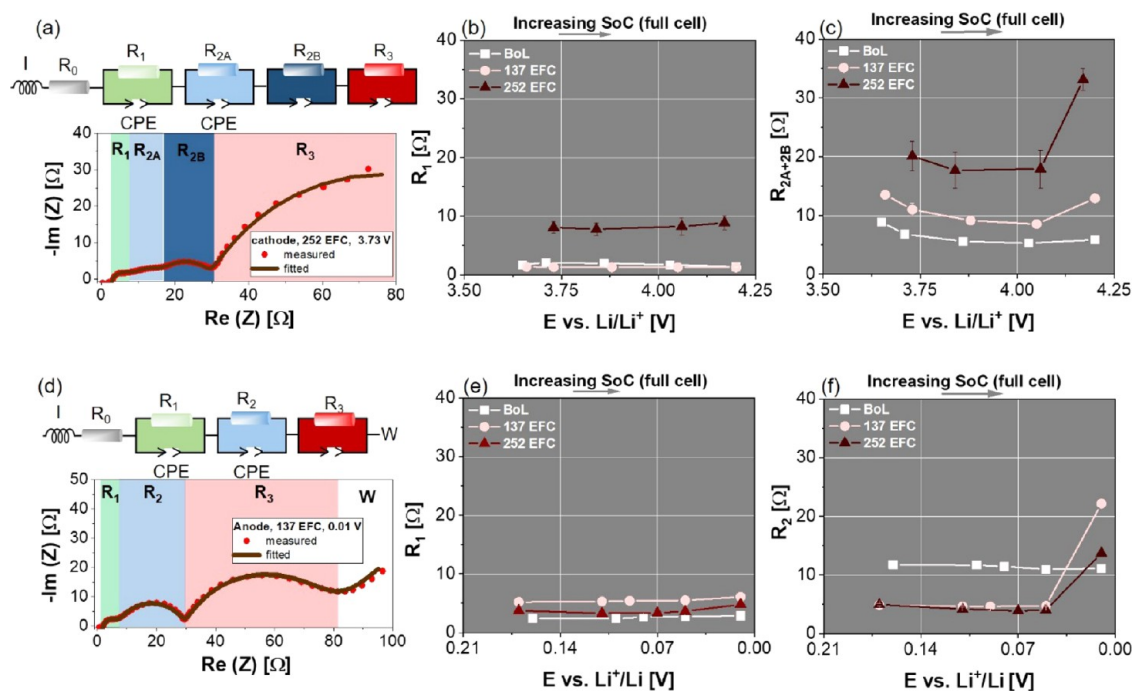 (a)
I
R0
R1
R2A
R2B
R3
CPE
CPE
R1
R2A
R2B
R3
-Im (Z) [Ω]
40
30
20
10
0
cathode, 252 EFC, 3.73 V
measured
fitted
0
20
40
60
80
Re (Z) [Ω]
(b)
Increasing SoC (full cell)
R1 [Ω]
40
30
20
10
0
BoL
137 EFC
252 EFC
3.50
3.75
4.00
4.25
E vs. Li/Li+ [V]
(c)
Increasing SoC (full cell)
R2A+2B [Ω]
40
30
20
10
0
BoL
137 EFC
252 EFC
3.50
3.75
4.00
4.25
E vs. Li/Li+ [V]
(d)
I
R0
R1
R2
R3
W
CPE
CPE
R1
R2
R3
W
-Im (Z) [Ω]
50
40
30
20
10
0
Anode, 137 EFC, 0.01 V
measured
fitted
0
20
40
60
80
100
Re (Z) [Ω]
(e)
Increasing SoC (full cell)
R1 [Ω]
40
30
20
10
0
BoL
137 EFC
252 EFC
0.21
0.14
0.07
0.00
E vs. Li+/Li [V]
(f)
Increasing SoC (full cell)
R2 [Ω]
40
30
20
10
0
BoL
137 EFC
252 EFC
0.21
0.14
0.07
0.00
E vs. Li+/Li [V]